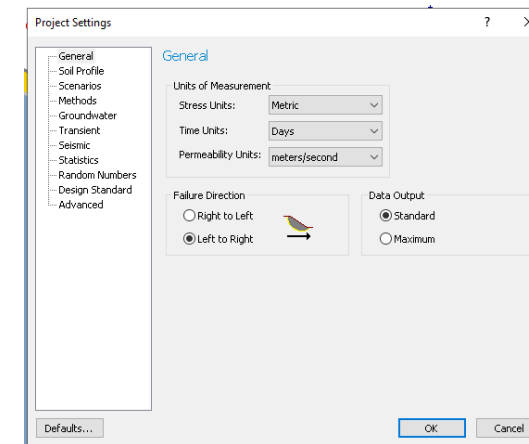 Project Settings
?
General
Soil Profile
Scenarios
Methods
Groundwater
Transient
Seismic
Statistics
Random Numbers
Design Standard
Advanced
General
Units of Measurement
Stress Units: Metric
Time Units: Days
Permeability Units: meters/second
Failure Direction
Right to Left
Left to Right
Data Output
Standard
Maximum
Defaults...
OK
Cancel